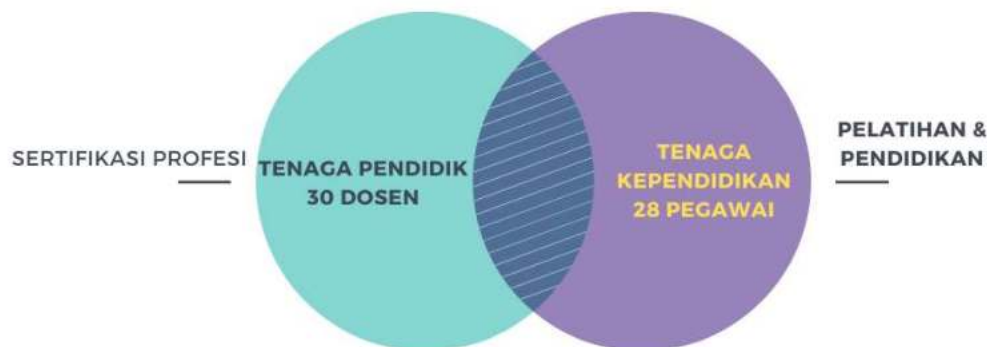 SERTIFIKASI PROFESI
TENAGA PENDIDIK
30 DOSEN
TENAGA
KEPENDIDIKAN
28 PEGAWAI
PELATIHAN &
PENDIDIKAN